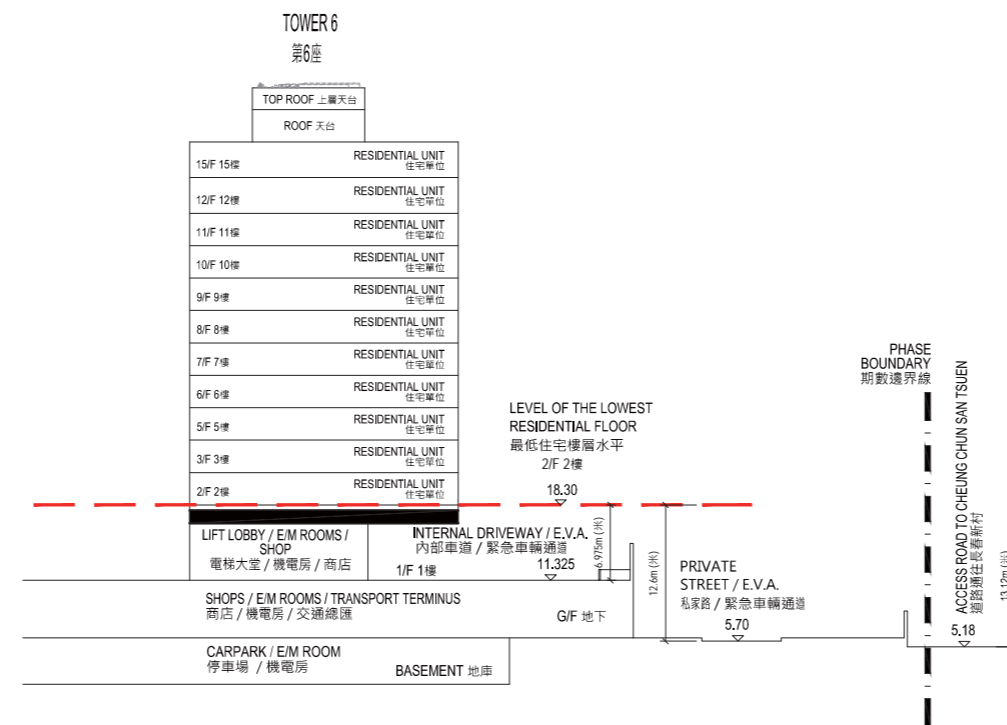 TOWER 6
第6座
TOP ROOF 上層天台
ROOF 天台
15/F 15樓
RESIDENTIAL UNIT
住宅單位
12/F 12樓
RESIDENTIAL UNIT
住宅單位
11/F 11樓
RESIDENTIAL UNIT
住宅單位
10/F 10樓
RESIDENTIAL UNIT
住宅單位
9/F 9樓
RESIDENTIAL UNIT
住宅單位
8/F 8樓
RESIDENTIAL UNIT
住宅單位
7/F 7樓
RESIDENTIAL UNIT
住宅單位
6/F 6樓
RESIDENTIAL UNIT
住宅單位
5/F 5樓
RESIDENTIAL UNIT
住宅單位
3/F 3樓
RESIDENTIAL UNIT
住宅單位
2/F 2樓
RESIDENTIAL UNIT
住宅單位
LEVEL OF THE LOWEST
RESIDENTIAL FLOOR
最低住宅樓層水平
2/F 2樓
18.30
PHASE
BOUNDARY
期數邊界線
LIFT LOBBY / E/M ROOMS /
SHOP
電梯大堂 / 機電房 / 商店
INTERNAL DRIVEWAY / E.V.A.
內部車道 / 緊急車輛通道
1/F 1樓
11.325
6.975m (米)
12.6m (米)
PRIVATE
STREET / E.V.A.
私家路 / 緊急車輛通道
5.70
ACCESS ROAD TO CHEUNG CHUN SAN TSUEN
道路通往長春新村
5.18
13.12m (米)
SHOPS / E/M ROOMS / TRANSPORT TERMINUS
商店 / 機電房 / 交通總匯
G/F 地下
CARPARK / E/M ROOM
停車場 / 機電房
BASEMENT 地庫